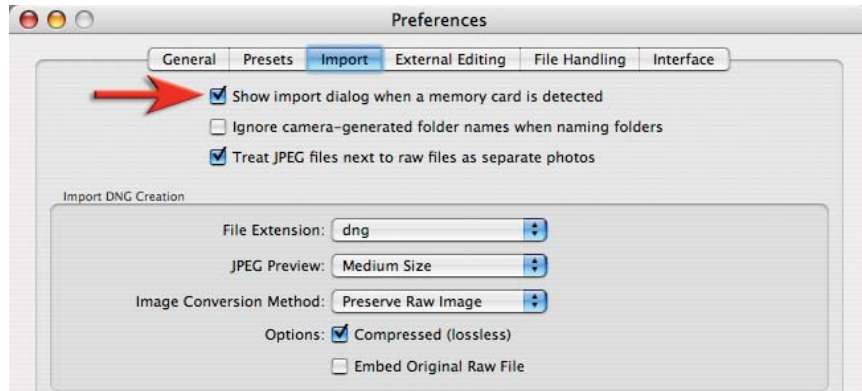 Preferences
General Presets Import External Editing File Handling Interface
Show import dialog when a memory card is detected
Ignore camera-generated folder names when naming folders
Treat JPEG files next to raw files as separate photos
Import DNG Creation
File Extension: dng
JPEG Preview: Medium Size
Image Conversion Method: Preserve Raw Image
Options: Compressed (lossless)
Embed Original Raw File